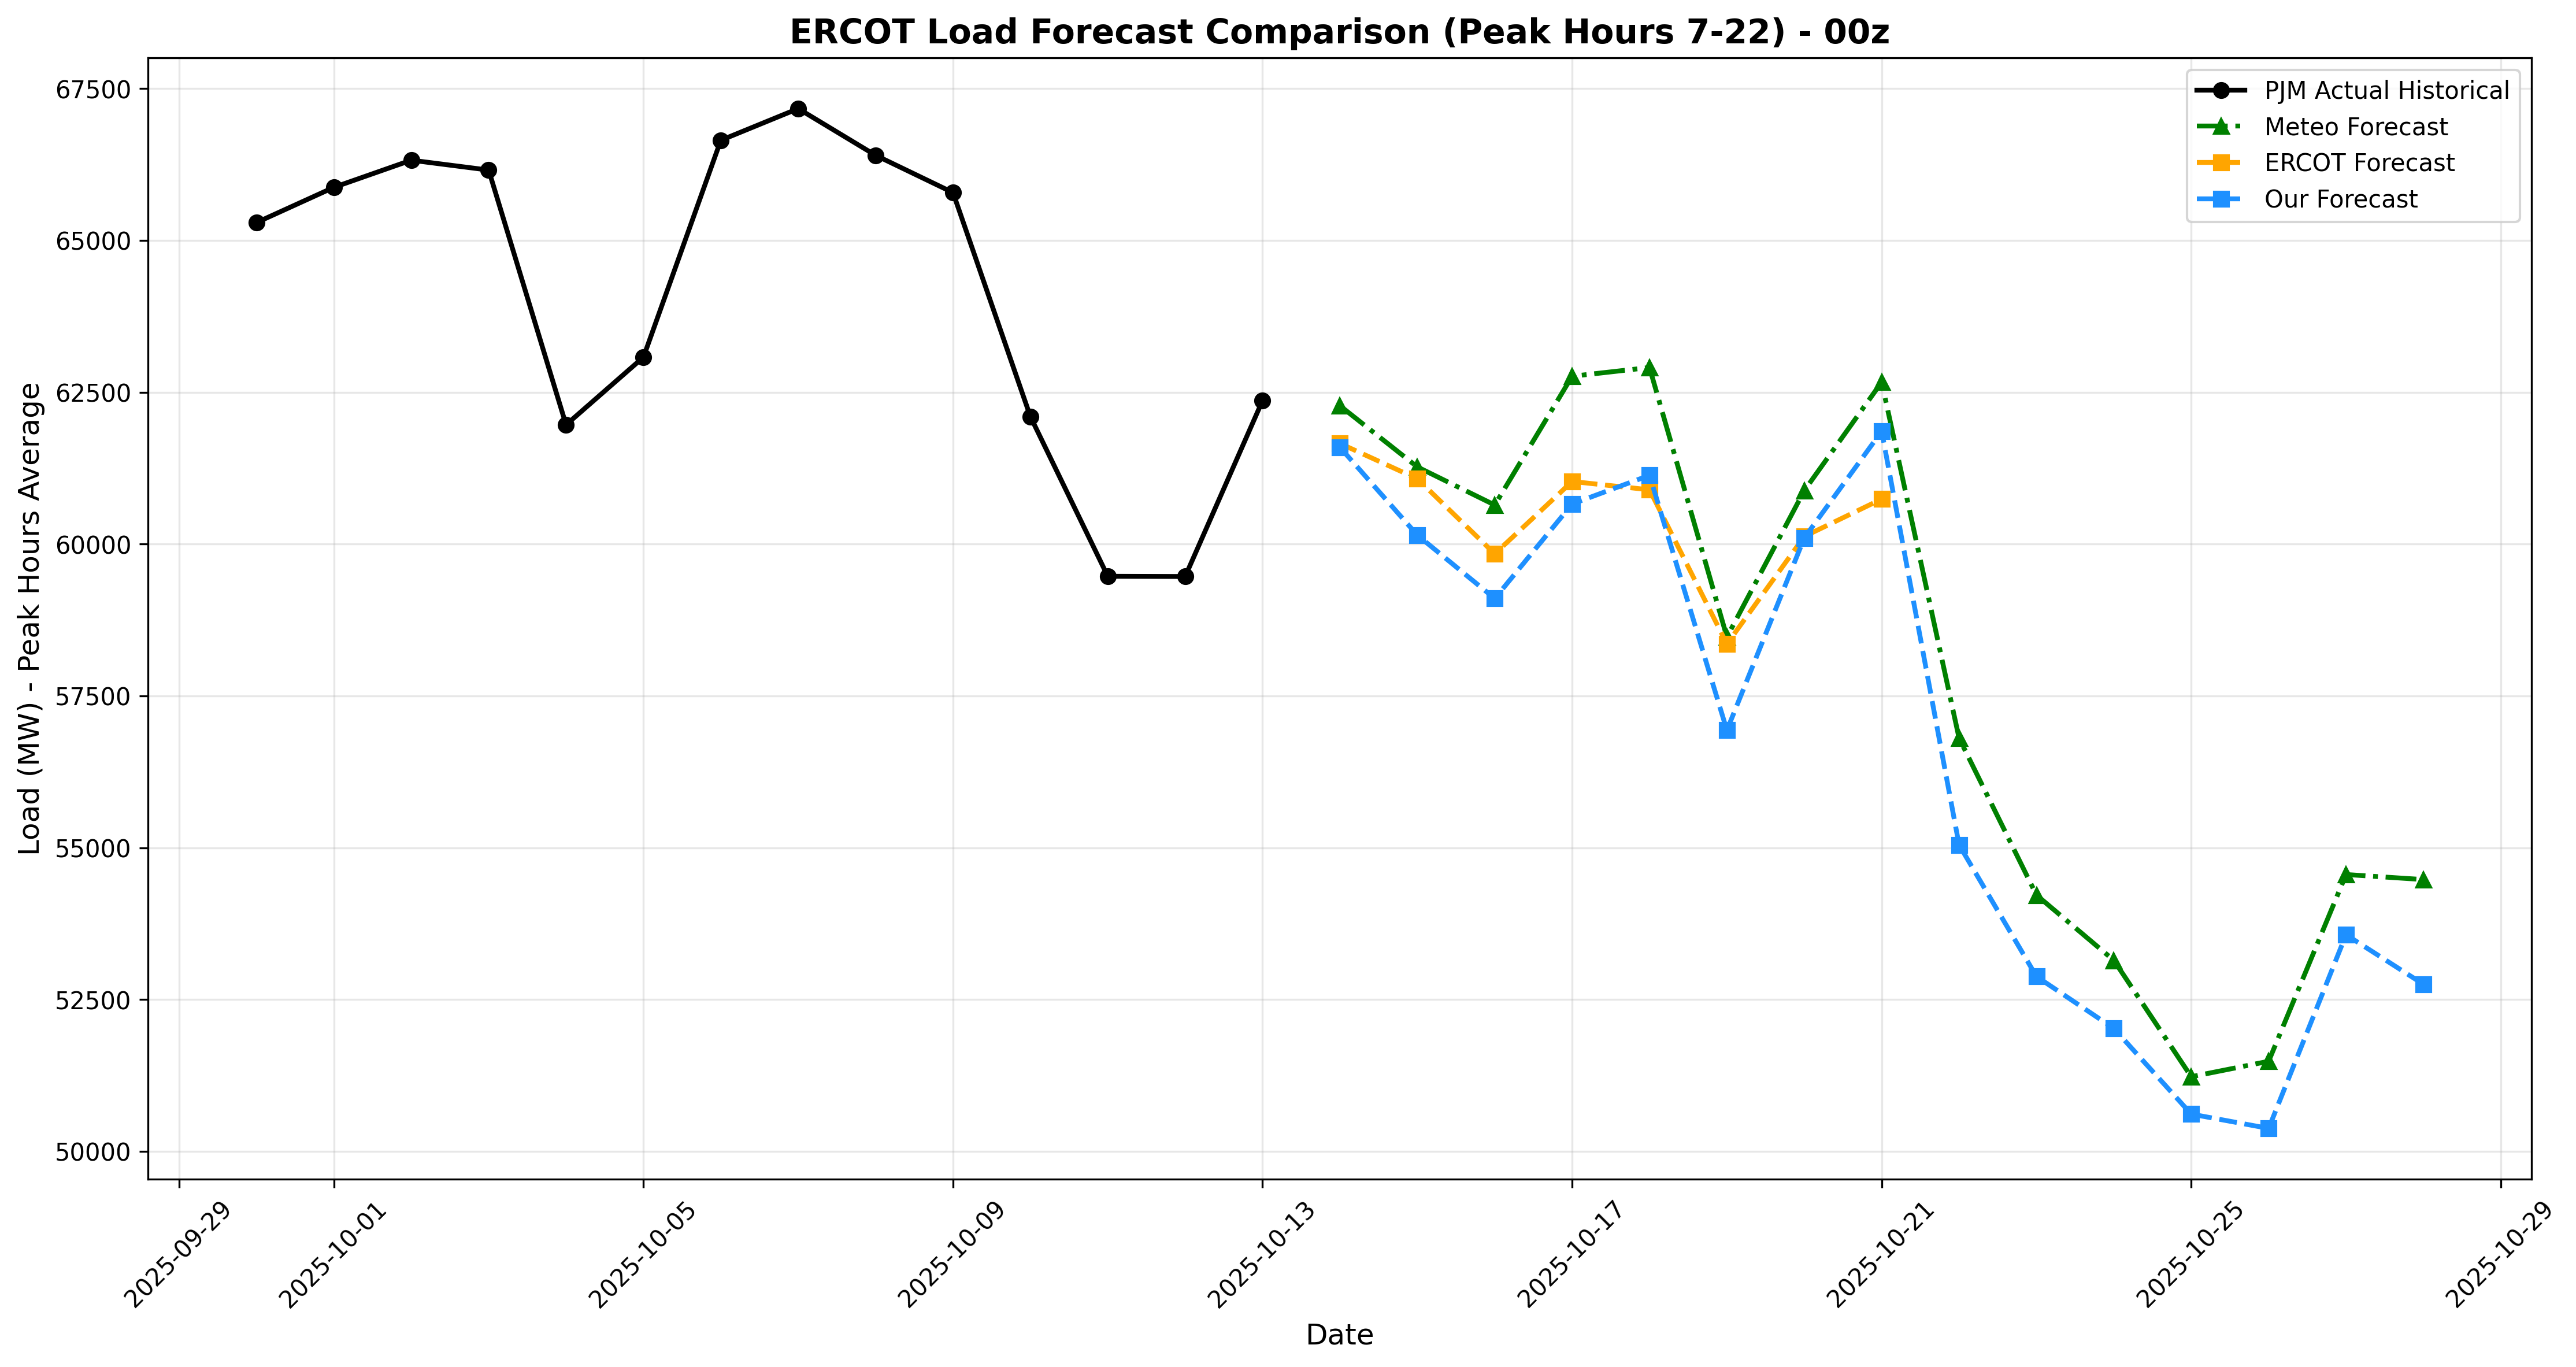 ERCOT Load Forecast Comparison (Peak Hours 7-22) - 00z
PJM Actual Historical
Meteo Forecast
ERCOT Forecast
Our Forecast
Load (MW) - Peak Hours Average
67500
65000
62500
60000
57500
55000
52500
50000
2025-09-29
2025-10-01
2025-10-05
2025-10-09
2025-10-13
2025-10-17
2025-10-21
2025-10-25
2025-10-29
Date